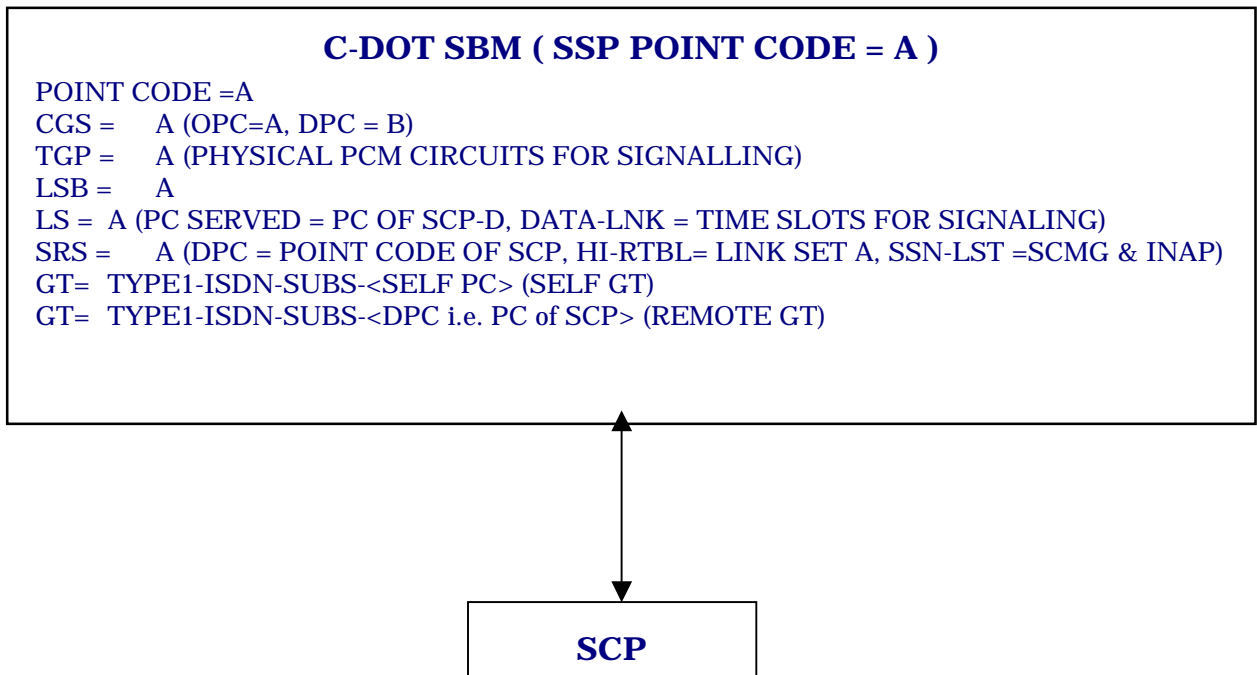 C-DOT SBM ( SSP POINT CODE = A )
POINT CODE =A
CGS = A (OPC=A, DPC = B)
TGP = A (PHYSICAL PCM CIRCUITS FOR SIGNALLING)
LSB = A
LS = A (PC SERVED = PC OF SCP-D, DATA-LNK = TIME SLOTS FOR SIGNALING)
SRS = A (DPC = POINT CODE OF SCP, HI-RTBL= LINK SET A, SSN-LST =SCMG & INAP)
GT= TYPE1-ISDN-SUBS-<SELF PC> (SELF GT)
GT= TYPE1-ISDN-SUBS-<DPC i.e. PC of SCP> (REMOTE GT)
SCP